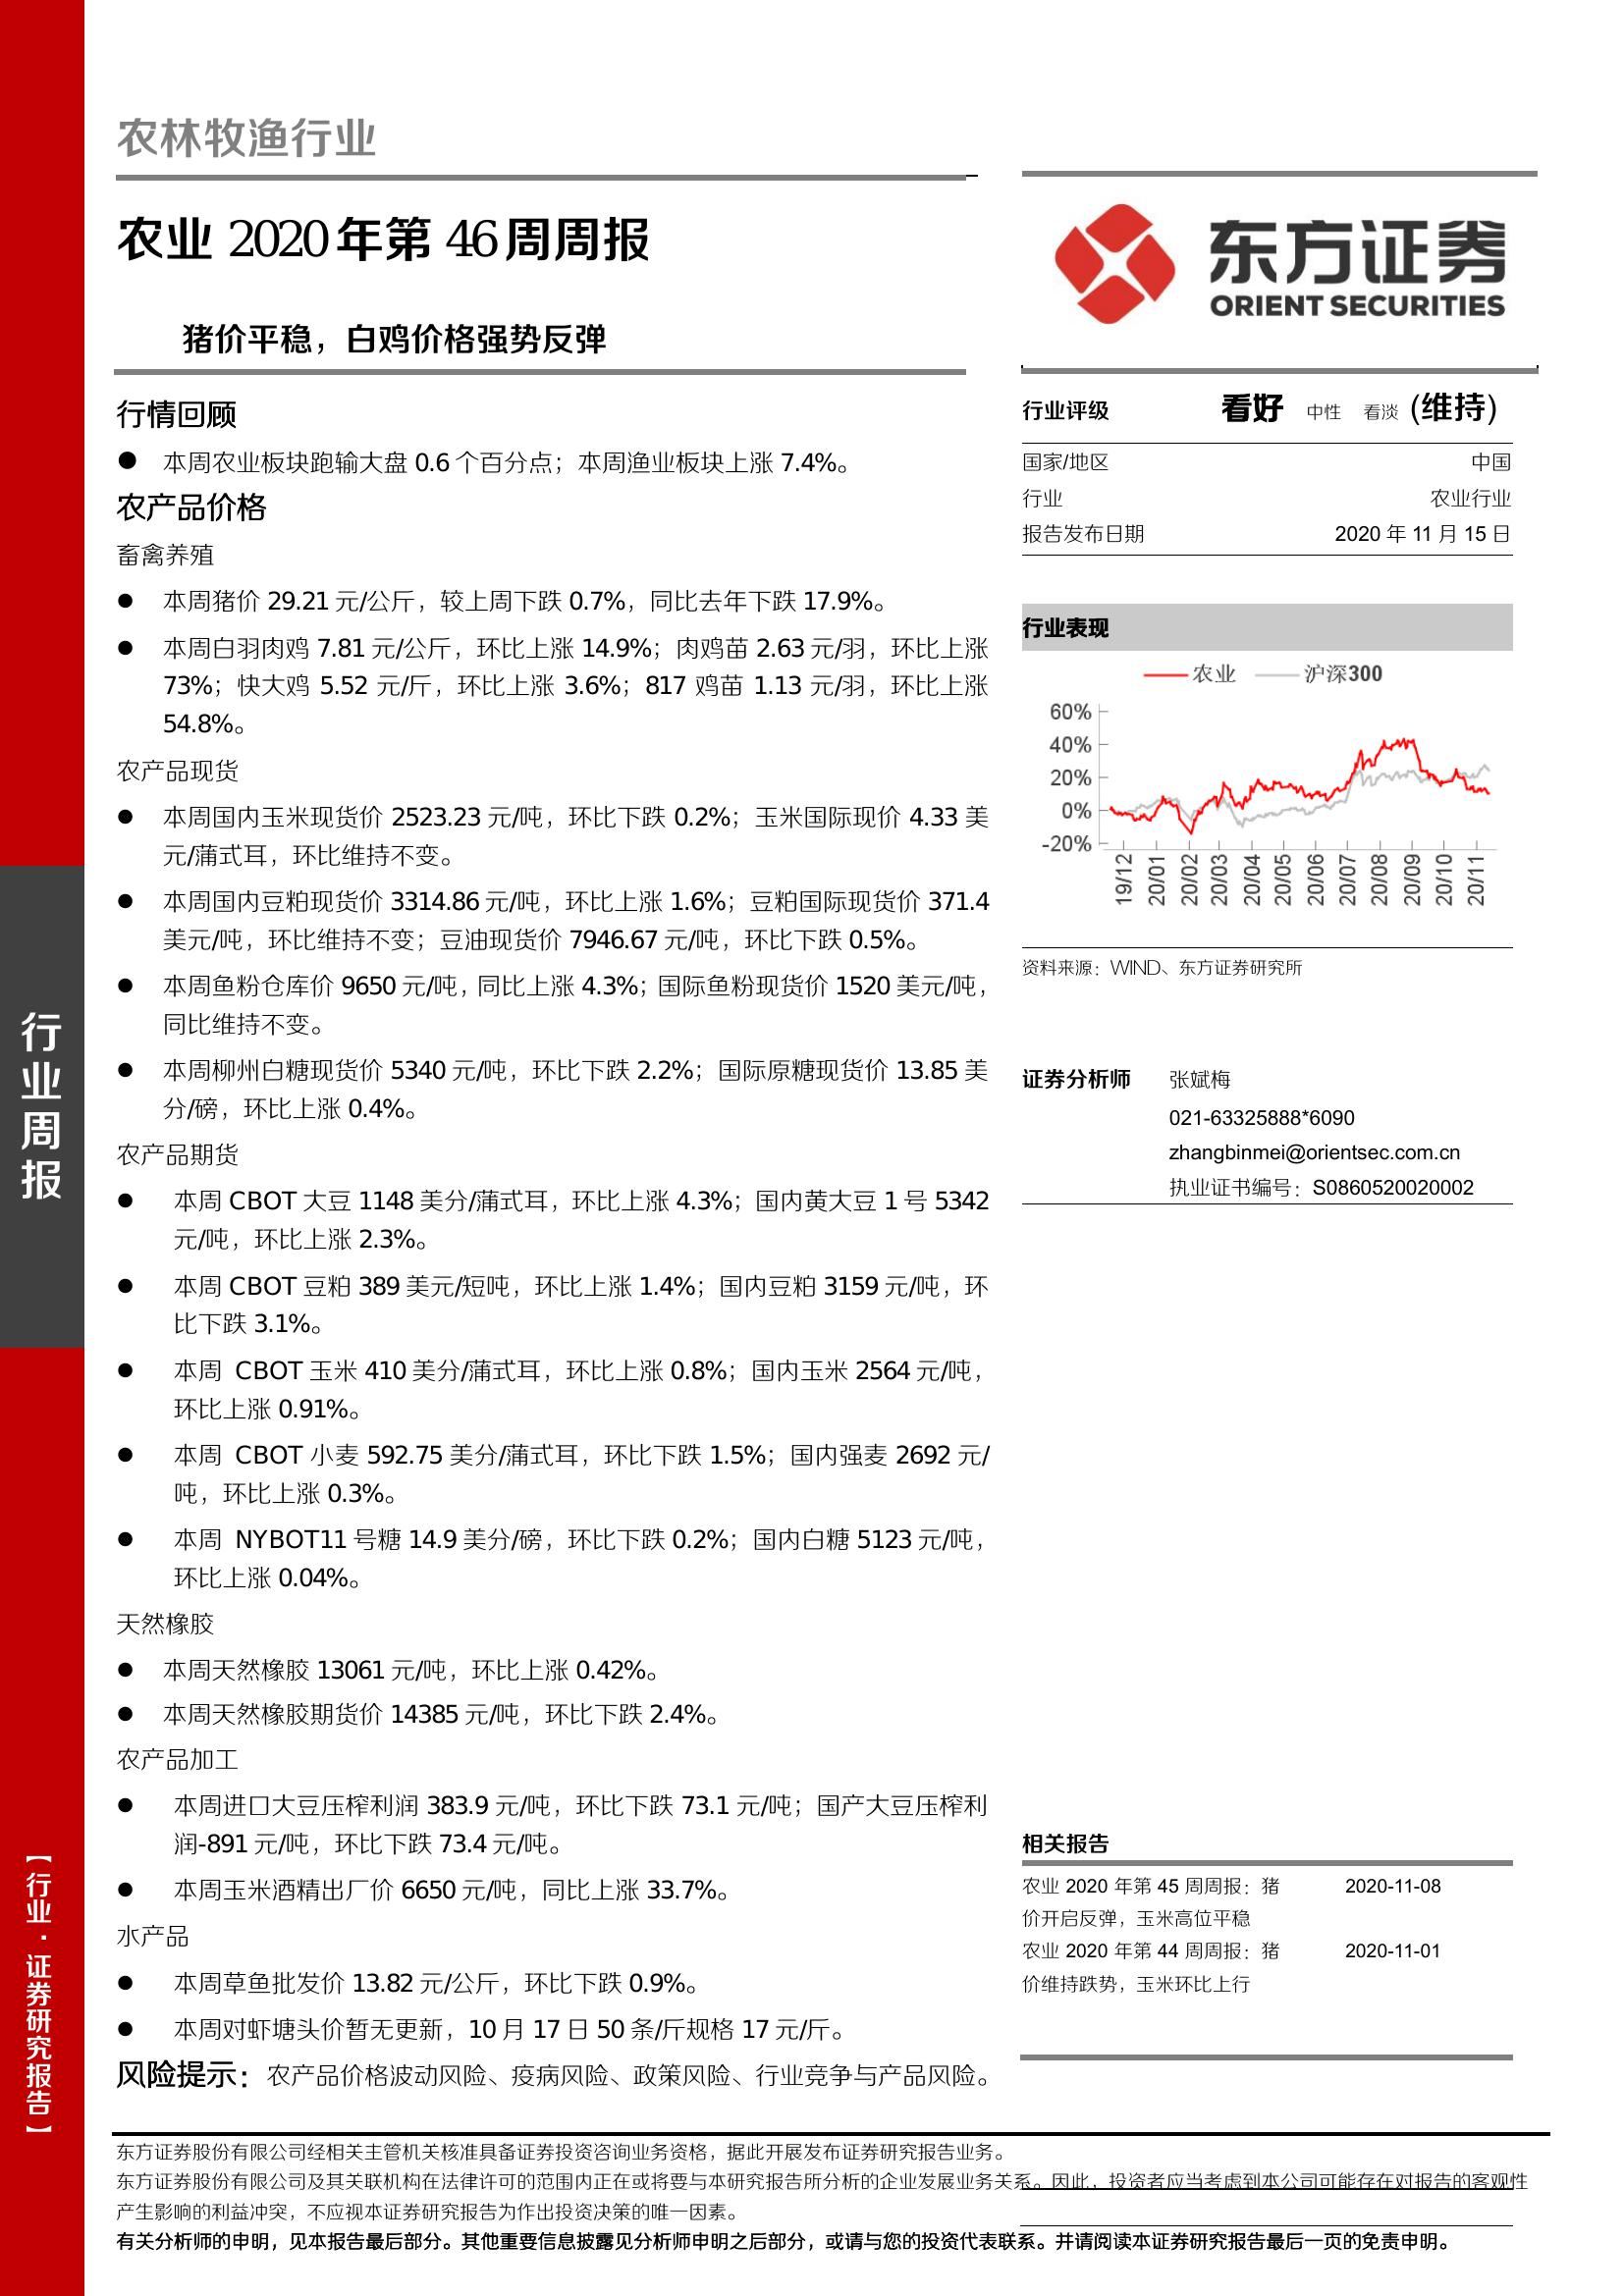 农林牧渔行业
农业 2020 年第 46 周周报
猪价平稳，白鸡价格强势反弹
行情回顾
● 本周农业板块跑输大盘 0.6 个百分点；本周渔业板块上涨 7.4%。
农产品价格
畜禽养殖
● 本周猪价 29.21 元/公斤，较上周下跌 0.7%，同比去年下跌 17.9%。
● 本周白羽肉鸡 7.81 元/公斤，环比上涨 14.9%；肉鸡苗 2.63 元/羽，环比上涨
73%；快大鸡 5.52 元/斤，环比上涨 3.6%；817 鸡苗 1.13 元/羽，环比上涨
54.8%。
农产品现货
● 本周国内玉米现货价 2523.23 元/吨，环比下跌 0.2%；玉米国际现价 4.33 美
元/蒲式耳，环比维持不变。
● 本周国内豆粕现货价 3314.86 元/吨，环比上涨 1.6%；豆粕国际现货价 371.4
美元/吨，环比维持不变；豆油现货价 7946.67 元/吨，环比下跌 0.5%。
● 本周鱼粉仓库价 9650 元/吨，同比上涨 4.3%；国际鱼粉现货价 1520 美元/吨，
同比维持不变。
● 本周柳州白糖现货价 5340 元/吨，环比下跌 2.2%；国际原糖现货价 13.85 美
分/磅，环比上涨 0.4%。
农产品期货
● 本周 CBOT 大豆 1148 美分/蒲式耳，环比上涨 4.3%；国内黄大豆 1 号 5342
元/吨，环比上涨 2.3%。
● 本周 CBOT 豆粕 389 美元/短吨，环比上涨 1.4%；国内豆粕 3159 元/吨，环
比下跌 3.1%。
● 本周 CBOT 玉米 410 美分/蒲式耳，环比上涨 0.8%；国内玉米 2564 元/吨，
环比上涨 0.91%。
● 本周 CBOT 小麦 592.75 美分/蒲式耳，环比下跌 1.5%；国内强麦 2692 元/
吨，环比上涨 0.3%。
● 本周 NYBOT11 号糖 14.9 美分/磅，环比下跌 0.2%；国内白糖 5123 元/吨，
环比上涨 0.04%。
天然橡胶
● 本周天然橡胶 13061 元/吨，环比上涨 0.42%。
● 本周天然橡胶期货价 14385 元/吨，环比下跌 2.4%。
农产品加工
● 本周进口大豆压榨利润 383.9 元/吨，环比下跌 73.1 元/吨；国产大豆压榨利
润-891 元/吨，环比下跌 73.4 元/吨。
● 本周玉米酒精出厂价 6650 元/吨，同比上涨 33.7%。
水产品
● 本周草鱼批发价 13.82 元/公斤，环比下跌 0.9%。
● 本周对虾塘头价暂无更新，10 月 17 日 50 条/斤规格 17 元/斤。
风险提示：农产品价格波动风险、疫病风险、政策风险、行业竞争与产品风险。
东方证券
ORIENT SECURITIES
行业评级 看好 中性 看淡 (维持)
国家/地区 中国
行业 农业行业
报告发布日期 2020 年 11 月 15 日
行业表现
农业 沪深300
60%
40%
20%
0%
-20%
19/12 20/01 20/02 20/03 20/04 20/05 20/06 20/07 20/08 20/09 20/10 20/11
资料来源：WIND、东方证券研究所
证券分析师 张斌梅
021-63325888*6090
zhangbinmei@orientsec.com.cn
执业证书编号：S0860520020002
相关报告
农业 2020 年第 45 周周报：猪 2020-11-08
价开启反弹，玉米高位平稳
农业 2020 年第 44 周周报：猪 2020-11-01
价维持跌势，玉米环比上行
行业周报
【行业·证券研究报告】
东方证券股份有限公司经相关主管机关核准具备证券投资咨询业务资格，据此开展发布证券研究报告业务。
东方证券股份有限公司及其关联机构在法律许可的范围内正在或将要与本研究报告所分析的企业发展业务关系。因此，投资者应当考虑到本公司可能存在对报告的客观性
产生影响的利益冲突，不应视本证券研究报告为作出投资决策的唯一因素。
有关分析师的申明，见本报告最后部分。其他重要信息披露见分析师申明之后部分，或请与您的投资代表联系。并请阅读本证券研究报告最后一页的免责申明。